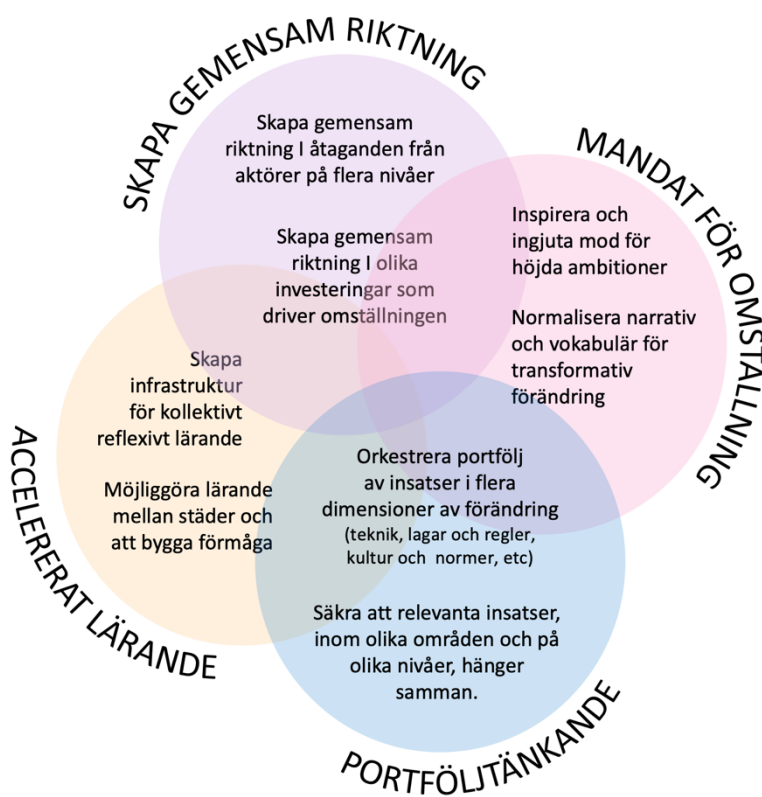 SKAPA GEMENSAM RIKTNING
Skapa gemensam
riktning I åtaganden från
aktörer på flera nivåer
Skapa gemensam
riktning I olika
investeringar som
driver omställningen
MANDAT FÖR OMSTÄLLNING
Inspirera och
ingjuta mod för
höjda ambitioner
Normalisera narrativ
och vokabulär för
transformativ
förändring
ACCELERERAT LÄRANDE
Skapa
infrastruktur
för kollektivt
reflexivt lärande
Möjliggöra lärande
mellan städer och
att bygga förmåga
Orkestrera portfölj
av insatser i flera
dimensioner av förändring
(teknik, lagar och regler,
kultur och normer, etc)
Säkra att relevanta insatser,
inom olika områden och på
olika nivåer, hänger
samman.
PORTFÖLJTÄNKANDE